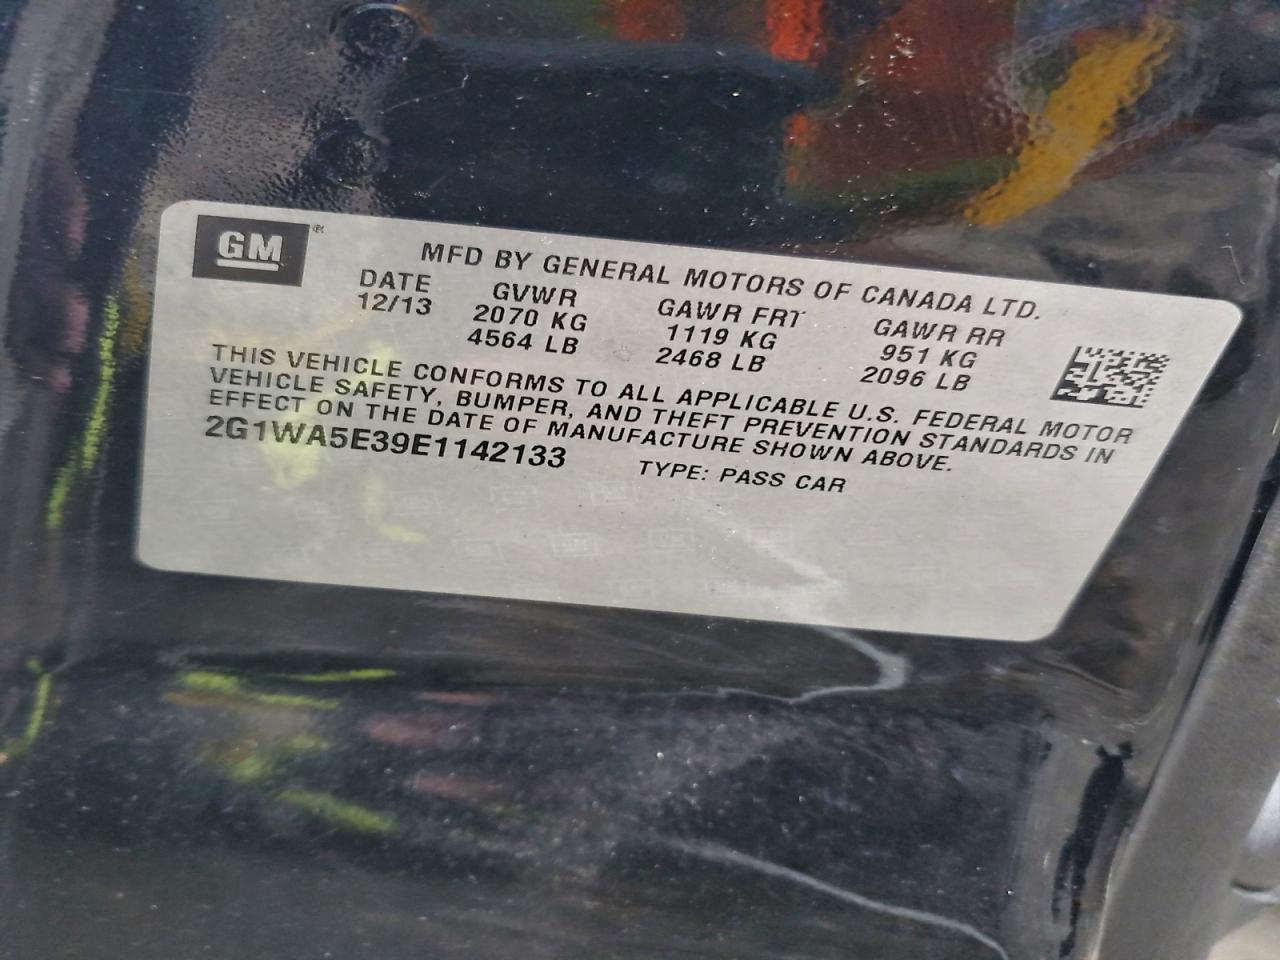 GM®
MFD BY GENERAL MOTORS OF CANADA LTD.
DATE GVWR GAWR FRT GAWR RR
12/13 2070 KG 1119 KG 951 KG
4564 LB 2468 LB 2096 LB
THIS VEHICLE CONFORMS TO ALL APPLICABLE U.S. FEDERAL MOTOR
VEHICLE SAFETY, BUMPER, AND THEFT PREVENTION STANDARDS IN
EFFECT ON THE DATE OF MANUFACTURE SHOWN ABOVE.
2G1WA5E39E1142133 TYPE: PASS CAR